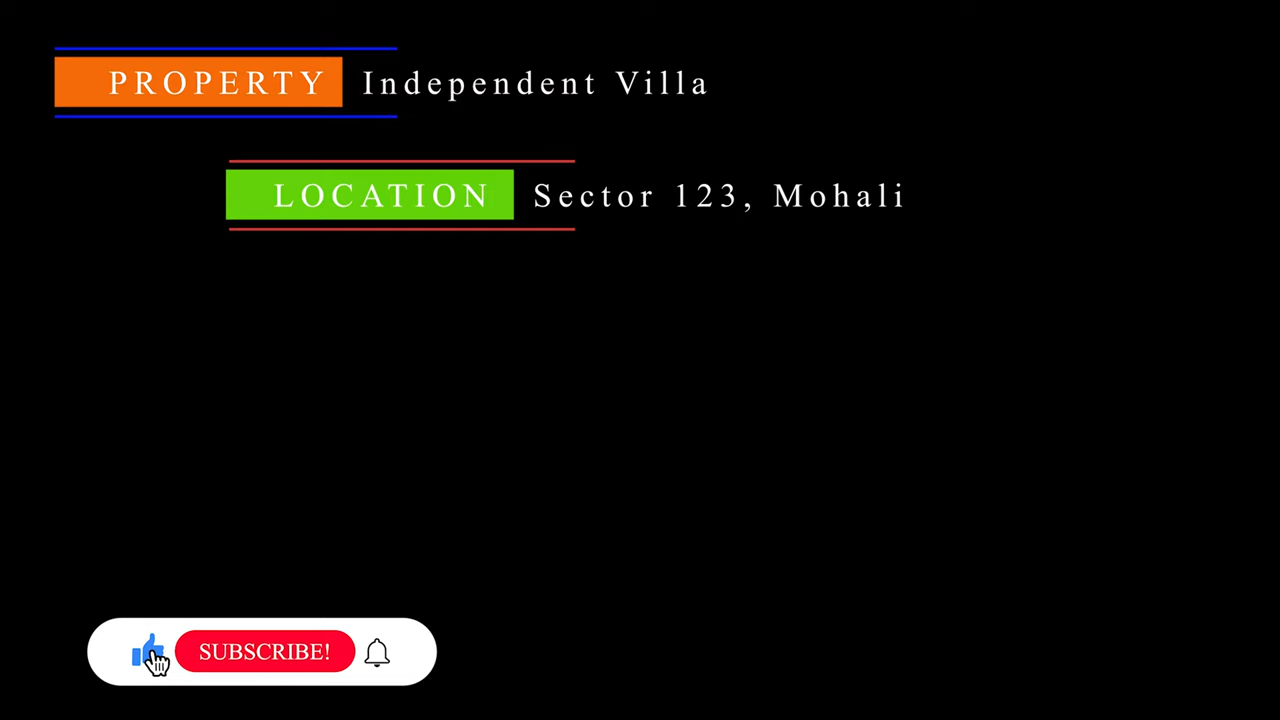 PROPERTY Independent Villa
LOCATION Sector 123, Mohali
SUBSCRIBE!